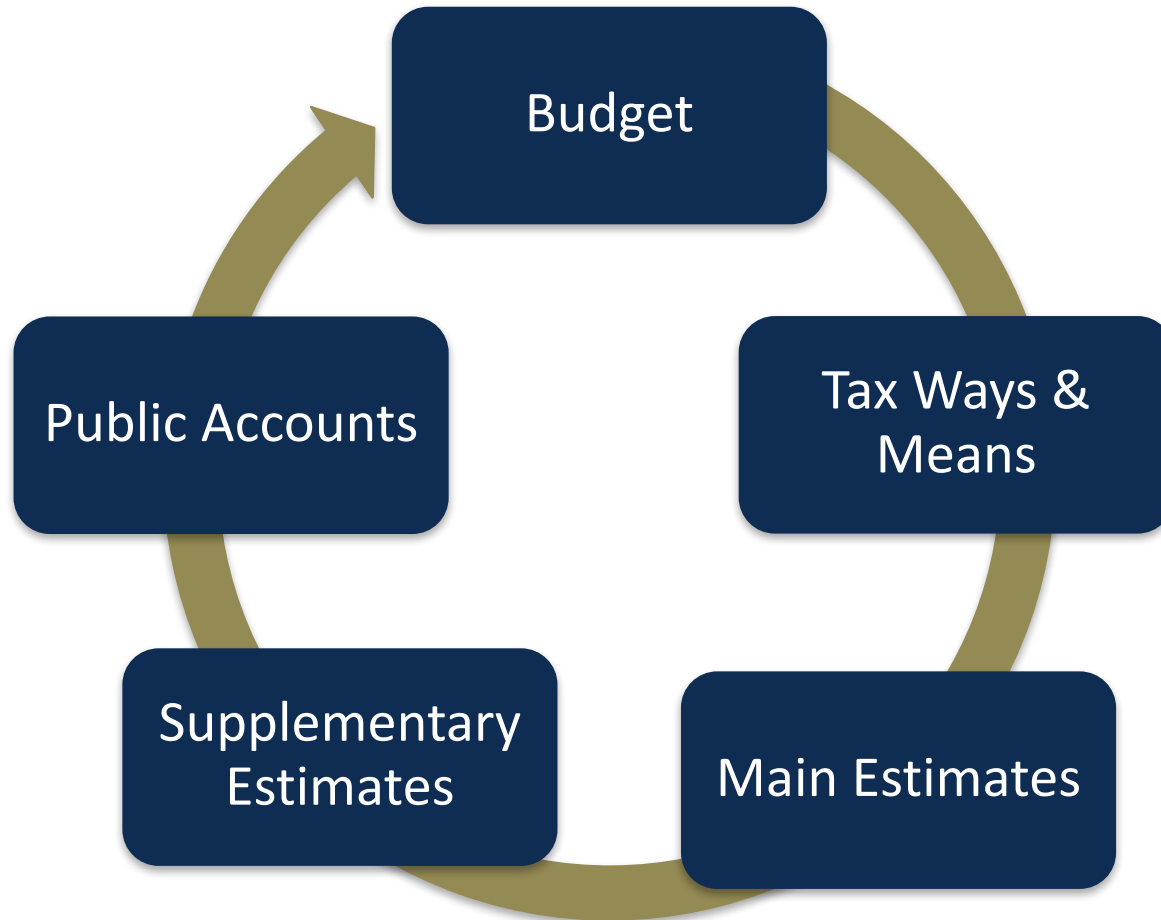 Budget
Tax Ways &
Means
Main Estimates
Supplementary
Estimates
Public Accounts